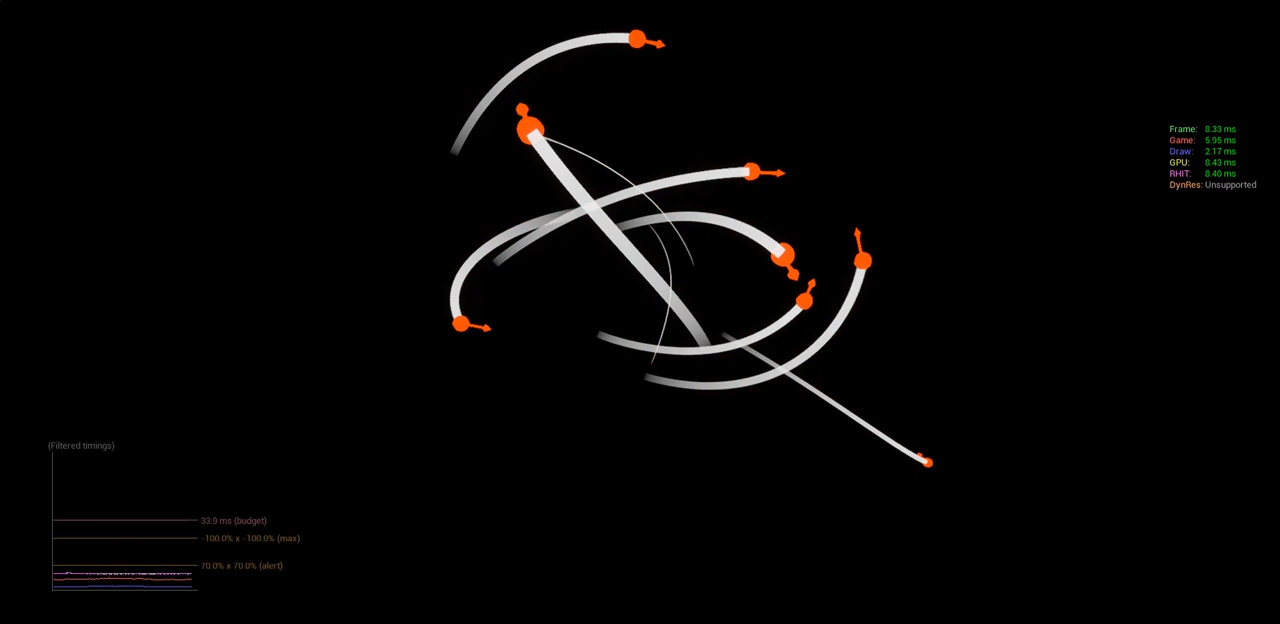 Frame: 8.33 ms
Game: 5.95 ms
Draw: 2.17 ms
GPU: 8.43 ms
RHIT: 8.40 ms
DynRes: Unsupported
(Filtered timings)
33.9 ms (budget)
-100.0% x -100.0% (max)
70.0% x 70.0% (alert)